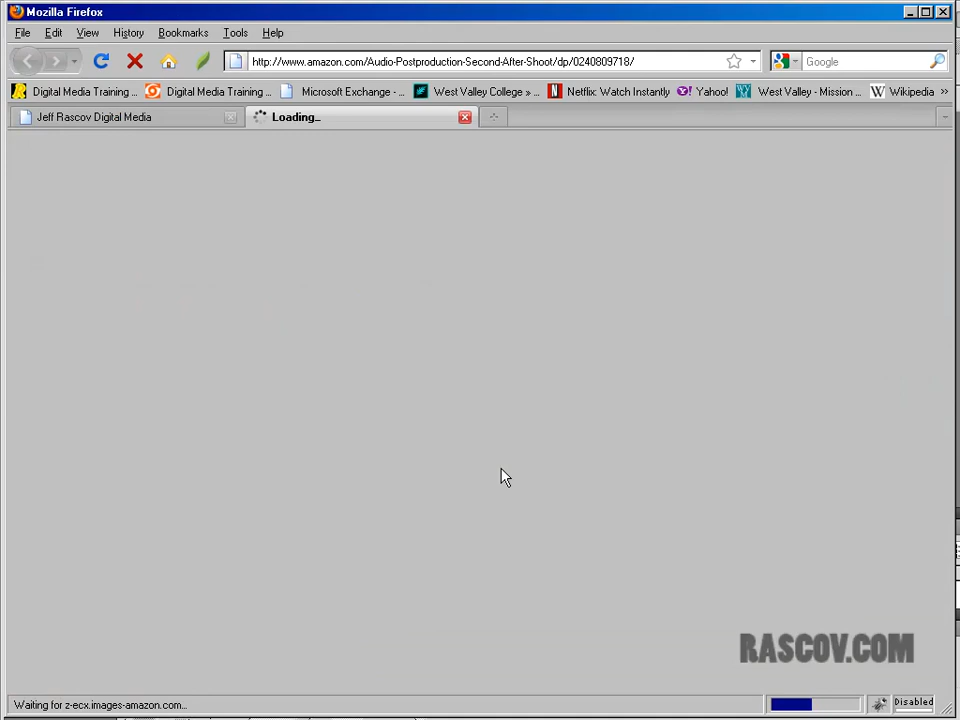 Mozilla Firefox
File Edit View History Bookmarks Tools Help
http://www.amazon.com/Audio-Postproduction-Second-After-Shoot/dp/0240809718/ Google
Digital Media Training ... Digital Media Training ... Microsoft Exchange - ... West Valley College » ... Netflix: Watch Instantly Yahoo! West Valley - Mission ... W Wikipedia »
Jeff Rascov Digital Media Loading...
RASCOV.COM
Waiting for z-ecx.images-amazon.com... Disabled